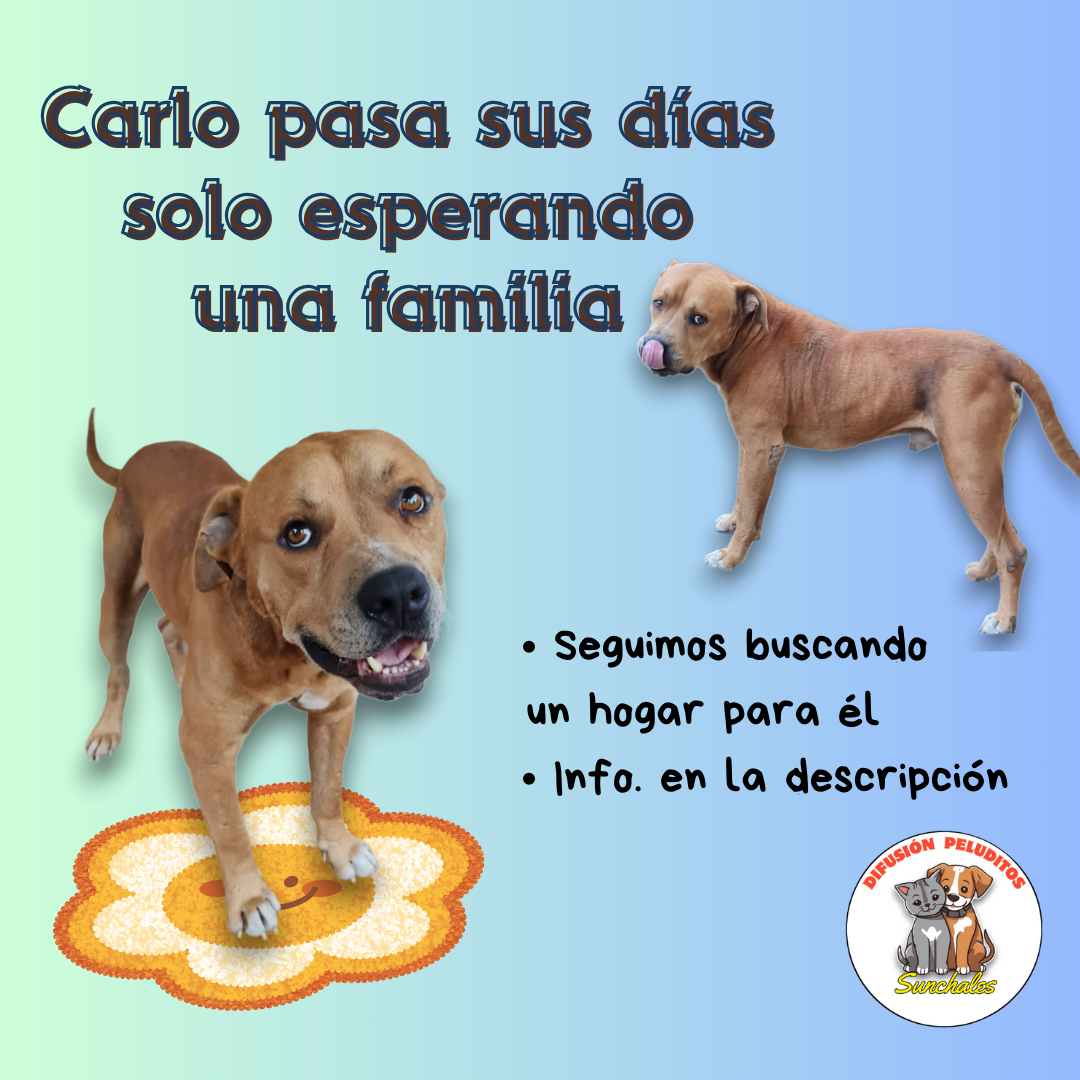 Carlo pasa sus días
solo esperando
una familia
• Seguimos buscando
un hogar para él
• Info. en la descripción
DIFUSIÓN PELUDITOS
Sunchales